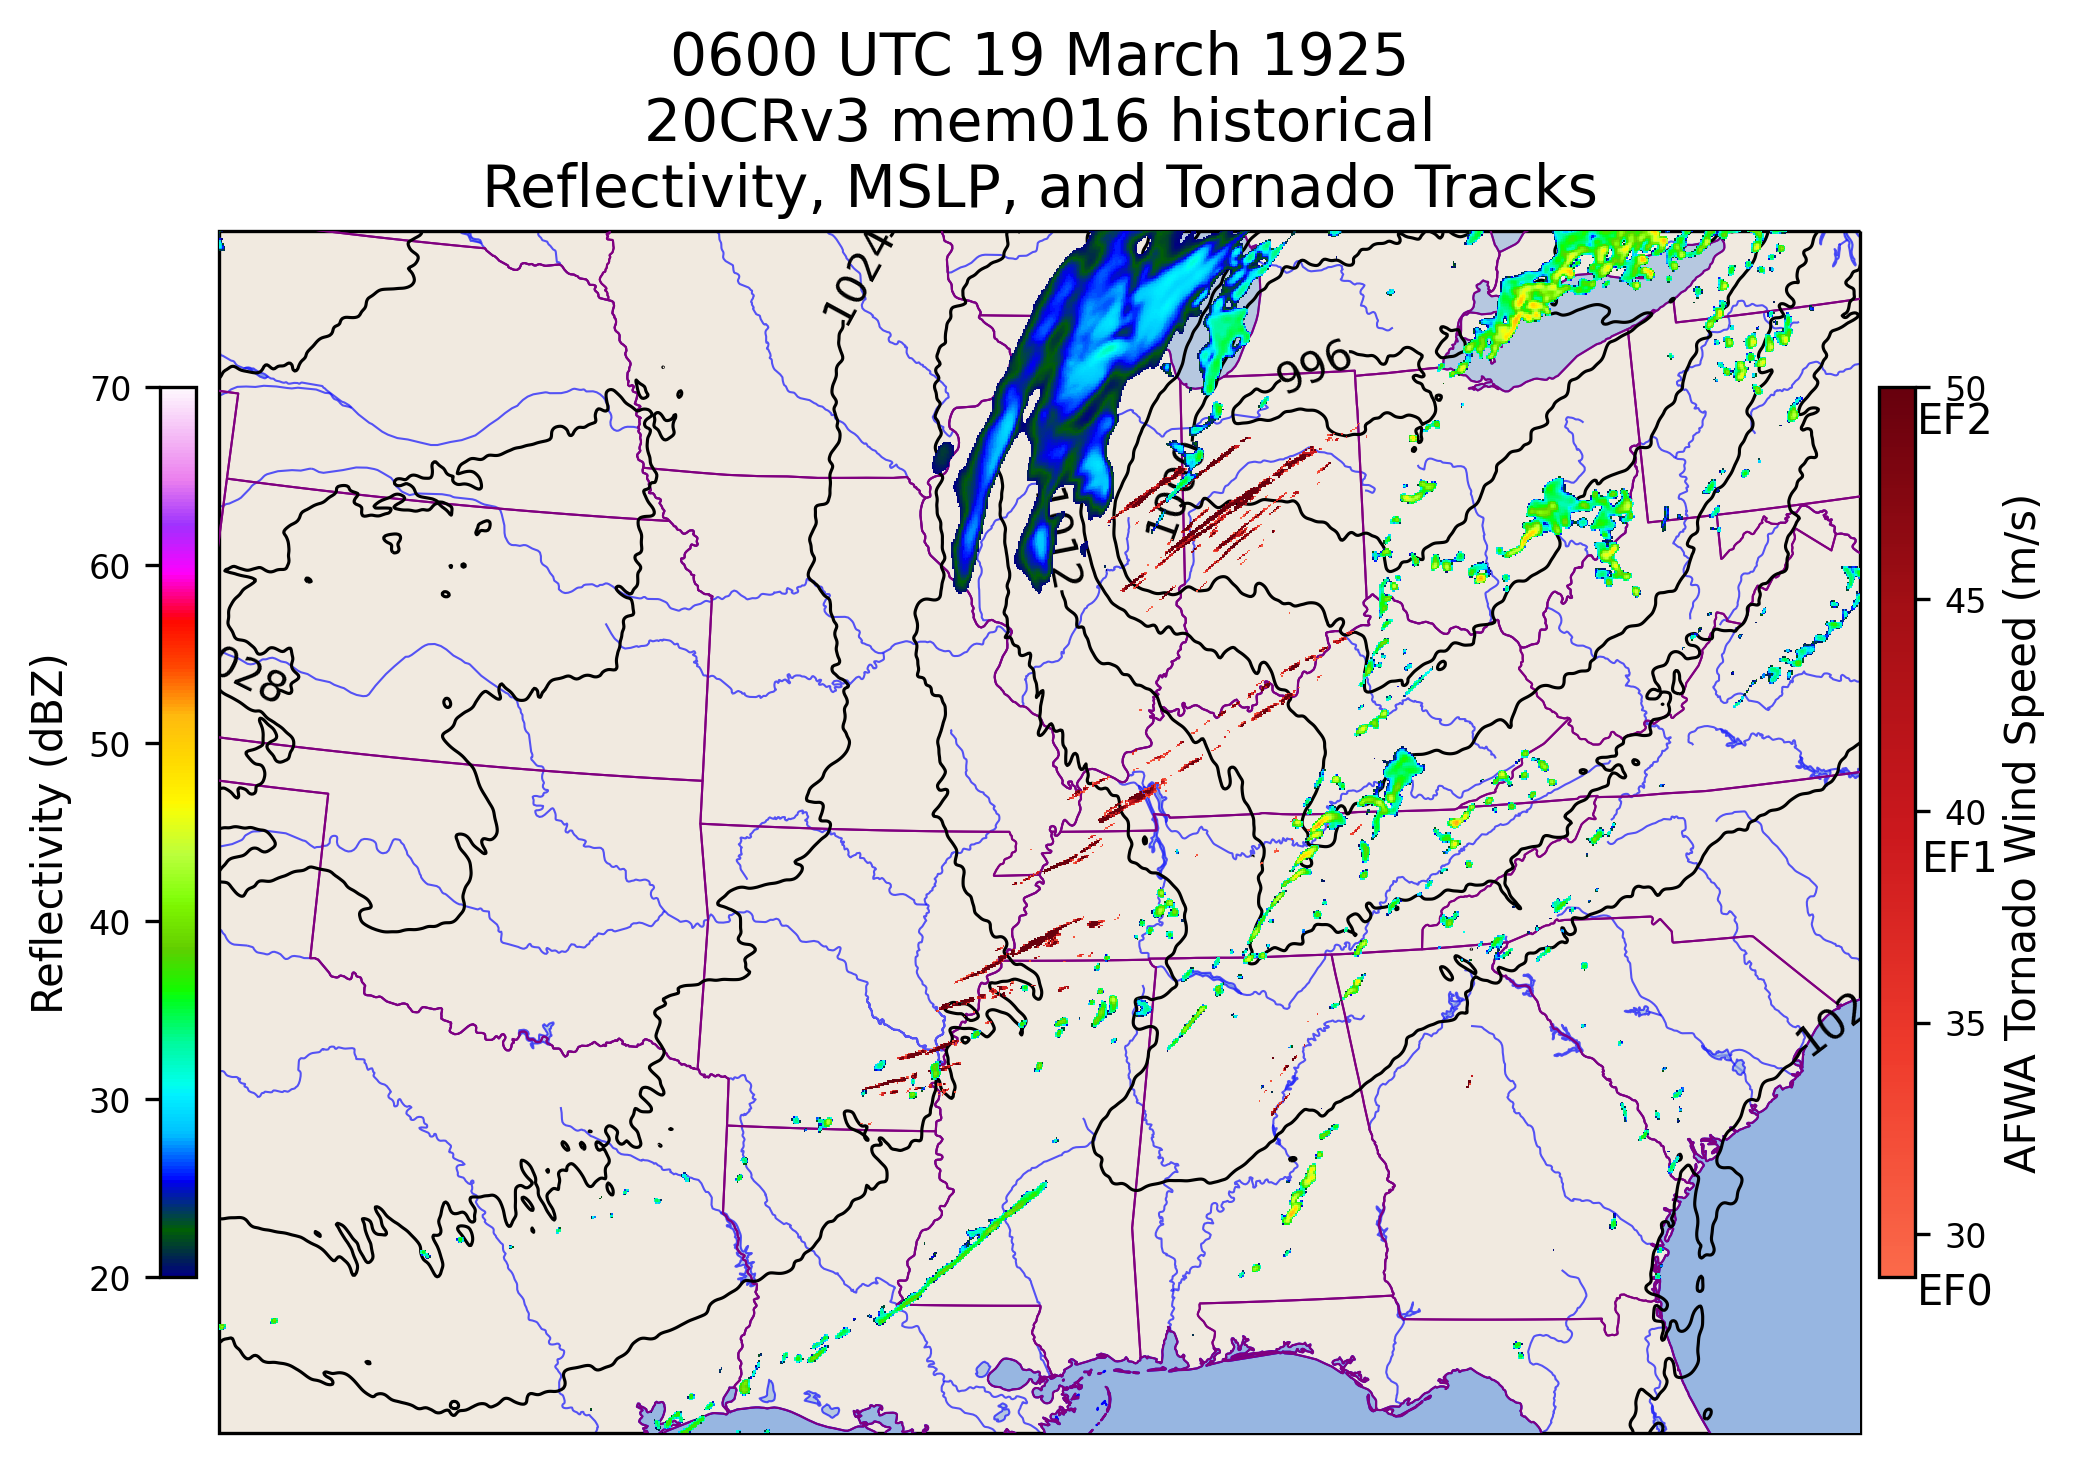 0600 UTC 19 March 1925
20CRv3 mem016 historical
Reflectivity, MSLP, and Tornado Tracks
Reflectivity (dBZ)
70
60
50
40
30
20
1024
996
1012
028
102
50
EF2
45
40
EF1
35
30
EF0
AFWA Tornado Wind Speed (m/s)